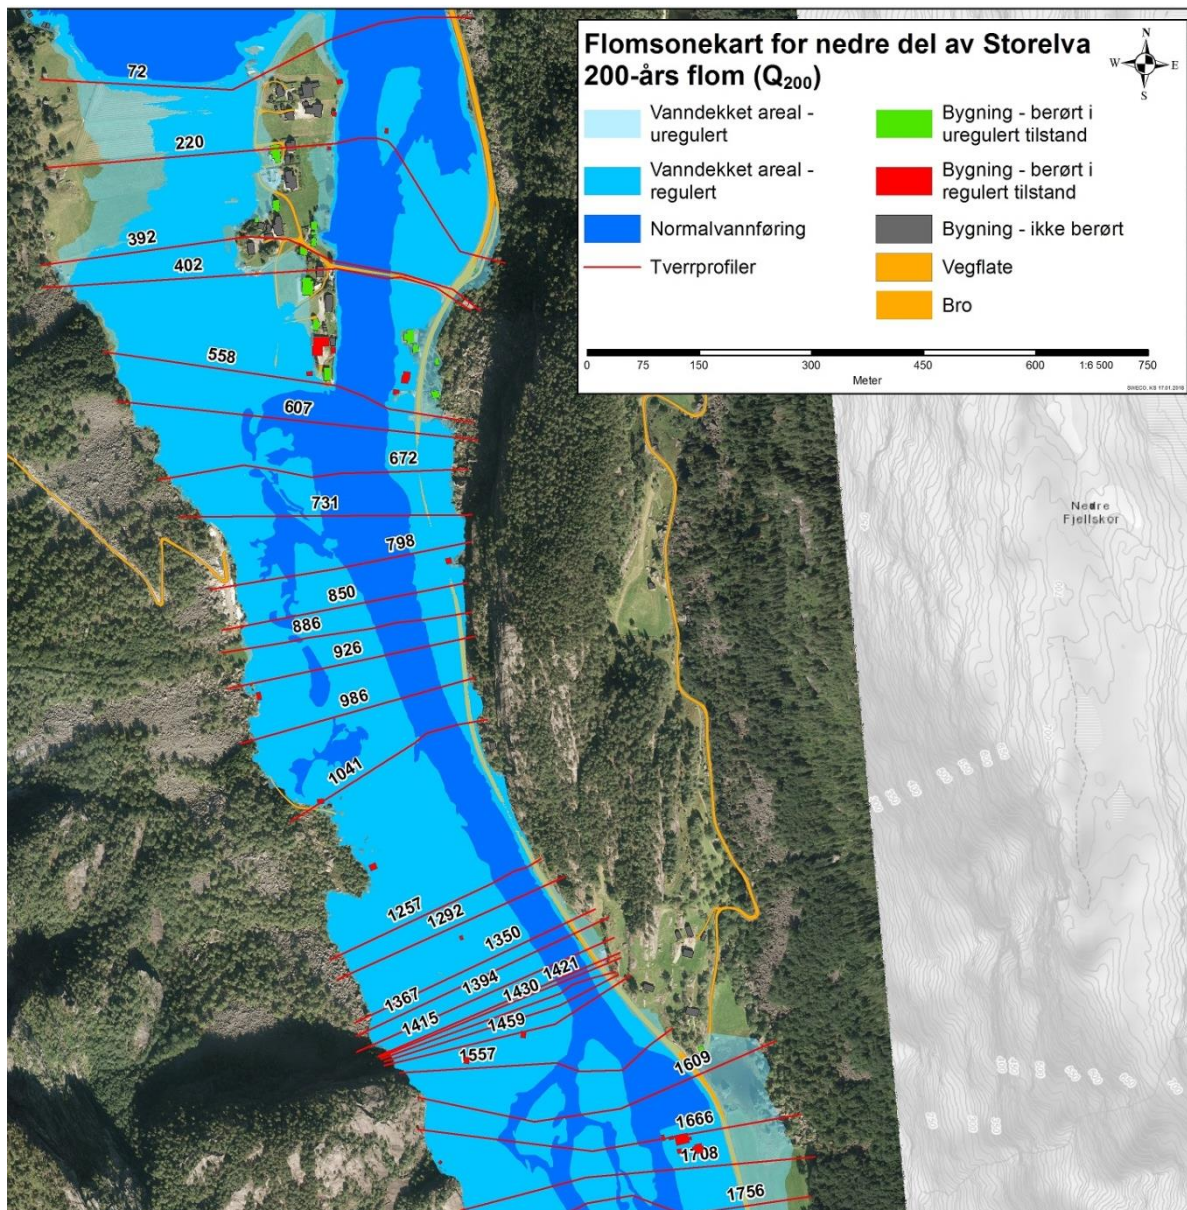 Flomsonekart for nedre del av Storelva
200-års flom (Q200)
N
W
E
S
Vanndekket areal -
uregulert
Vanndekket areal -
regulert
Normalvannføring
Tverrprofiler
Bygning - berørt i
uregulert tilstand
Bygning - berørt i
regulert tilstand
Bygning - ikke berørt
Vegflate
Bro
0
75
150
300
450
600
1:6 500
750
Meter
72
220
392
402
558
607
672
731
798
850
886
926
986
1041
1257
1292
1350
1367
1394
1421
1430
1415
1459
1557
1609
1666
1708
1756
Nedre
Fjellskor